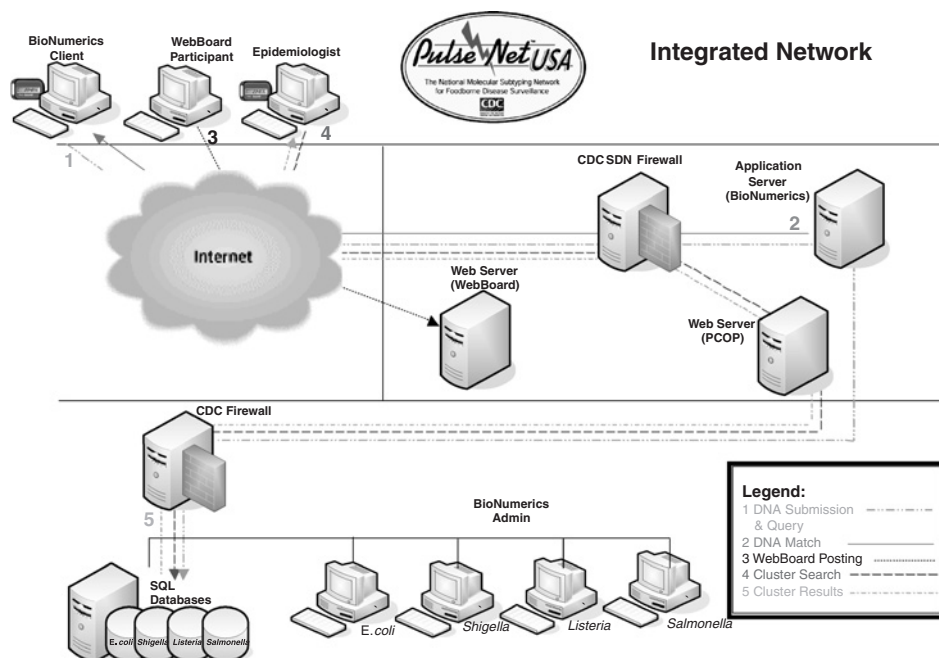 BioNumerics
Client
WebBoard
Participant
Epidemiologist
PulseNet USA
TM
The National Molecular Subtyping Network
for Foodborne Disease Surveillance
CDC
Integrated Network
1
3
4
CDC SDN Firewall
Application
Server
(BioNumerics)
2
Internet
Web Server
(WebBoard)
Web Server
(PCOP)
CDC Firewall
5
BioNumerics
Admin
SQL
Databases
E.coli
Shigella
Listeria
Salmonella
E.coli
Shigella
Listeria
Salmonella
Legend:
1 DNA Submission
& Query
2 DNA Match
3 WebBoard Posting
4 Cluster Search
5 Cluster Results